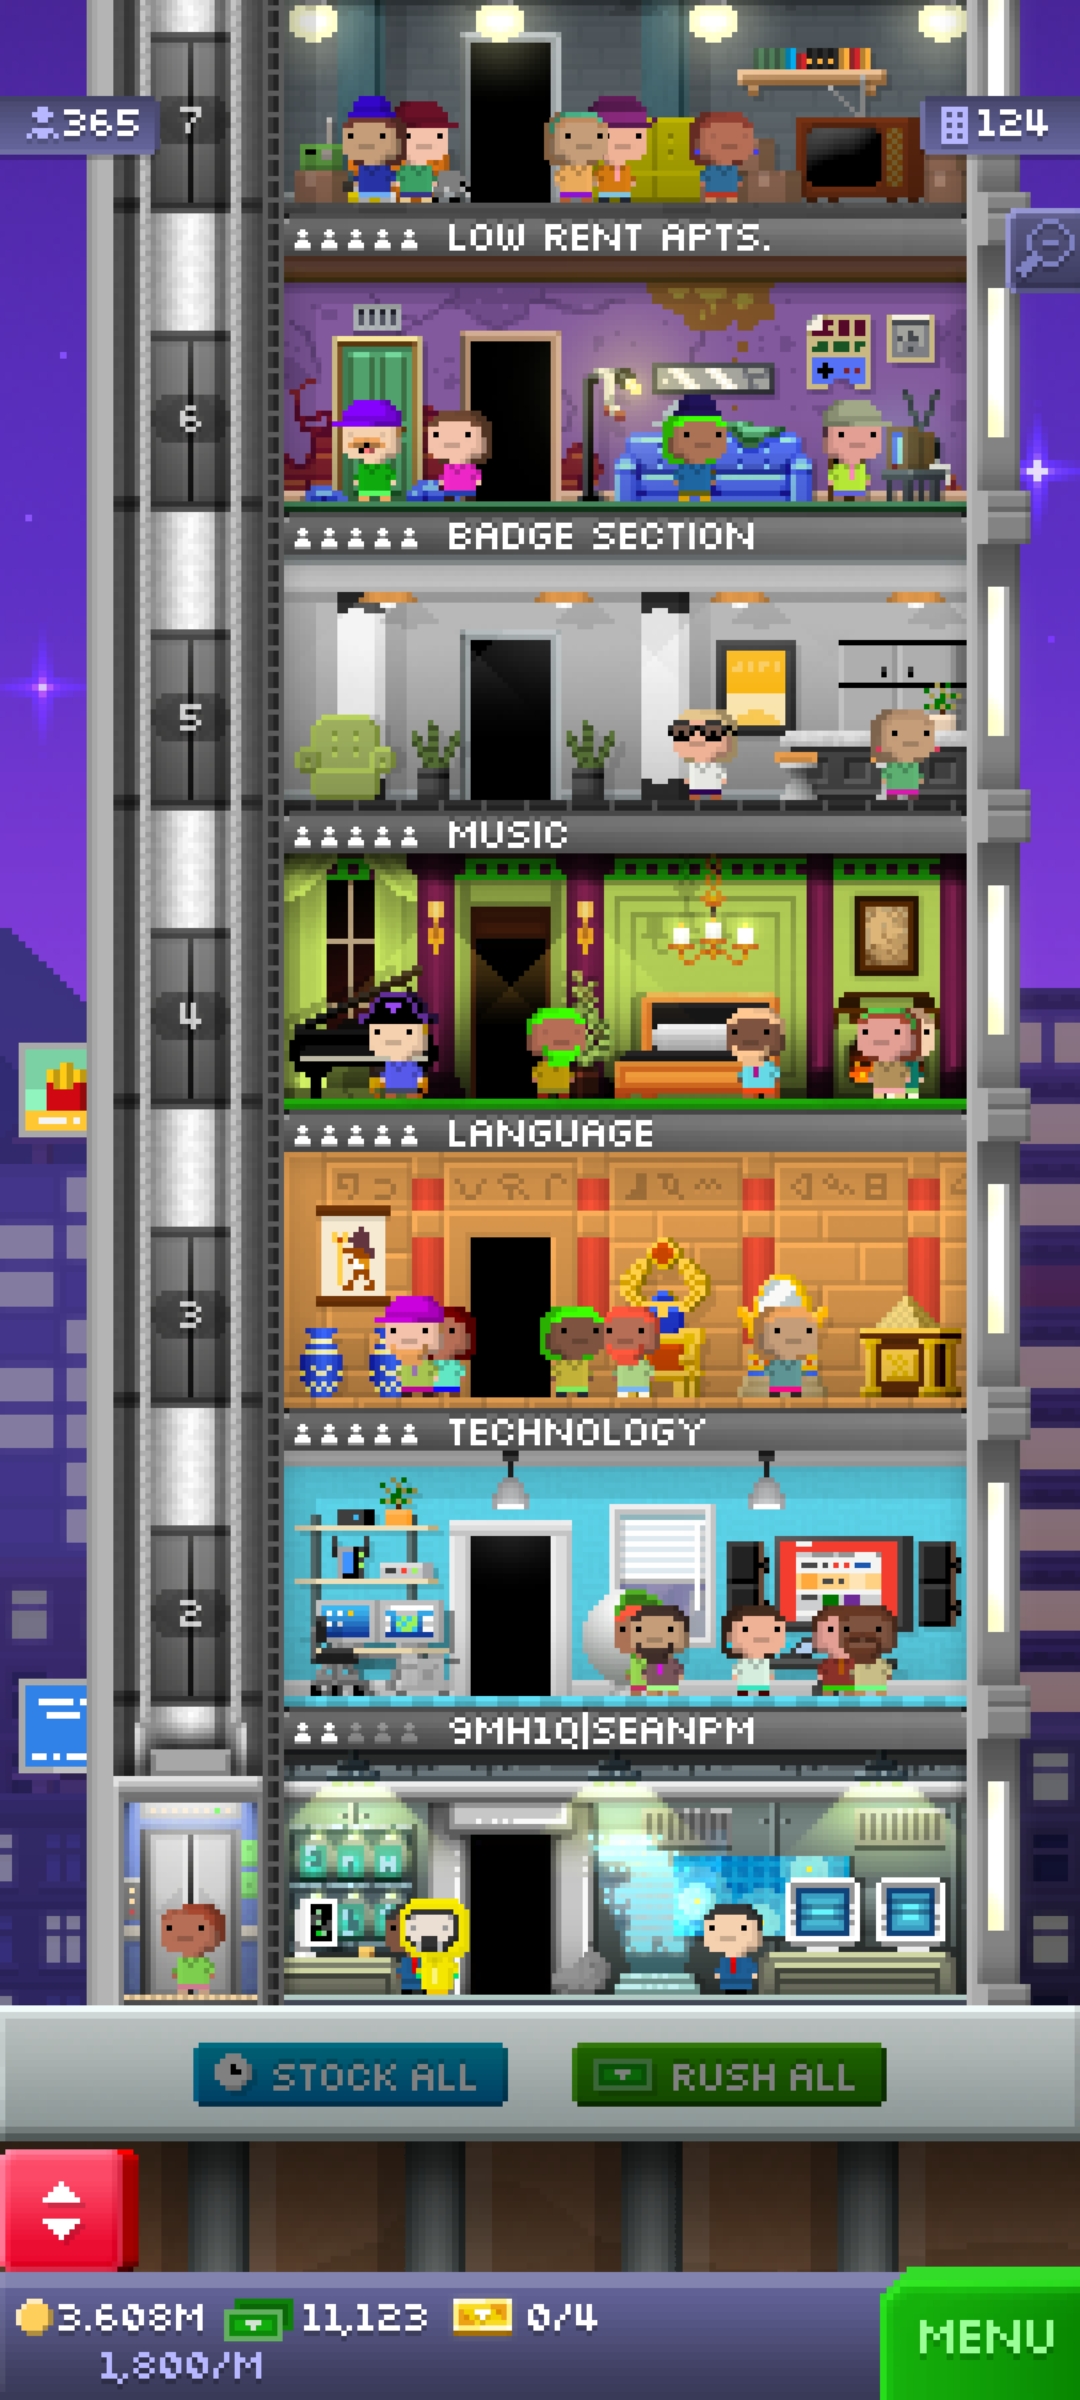 365
7
124
LOW RENT APTS.
6
BADGE SECTION
5
MUSIC
4
LANGUAGE
3
TECHNOLOGY
2
9MH1Q|SEANPM
STOCK ALL
RUSH ALL
3.608M
11,123
0/4
1,800/M
MENU